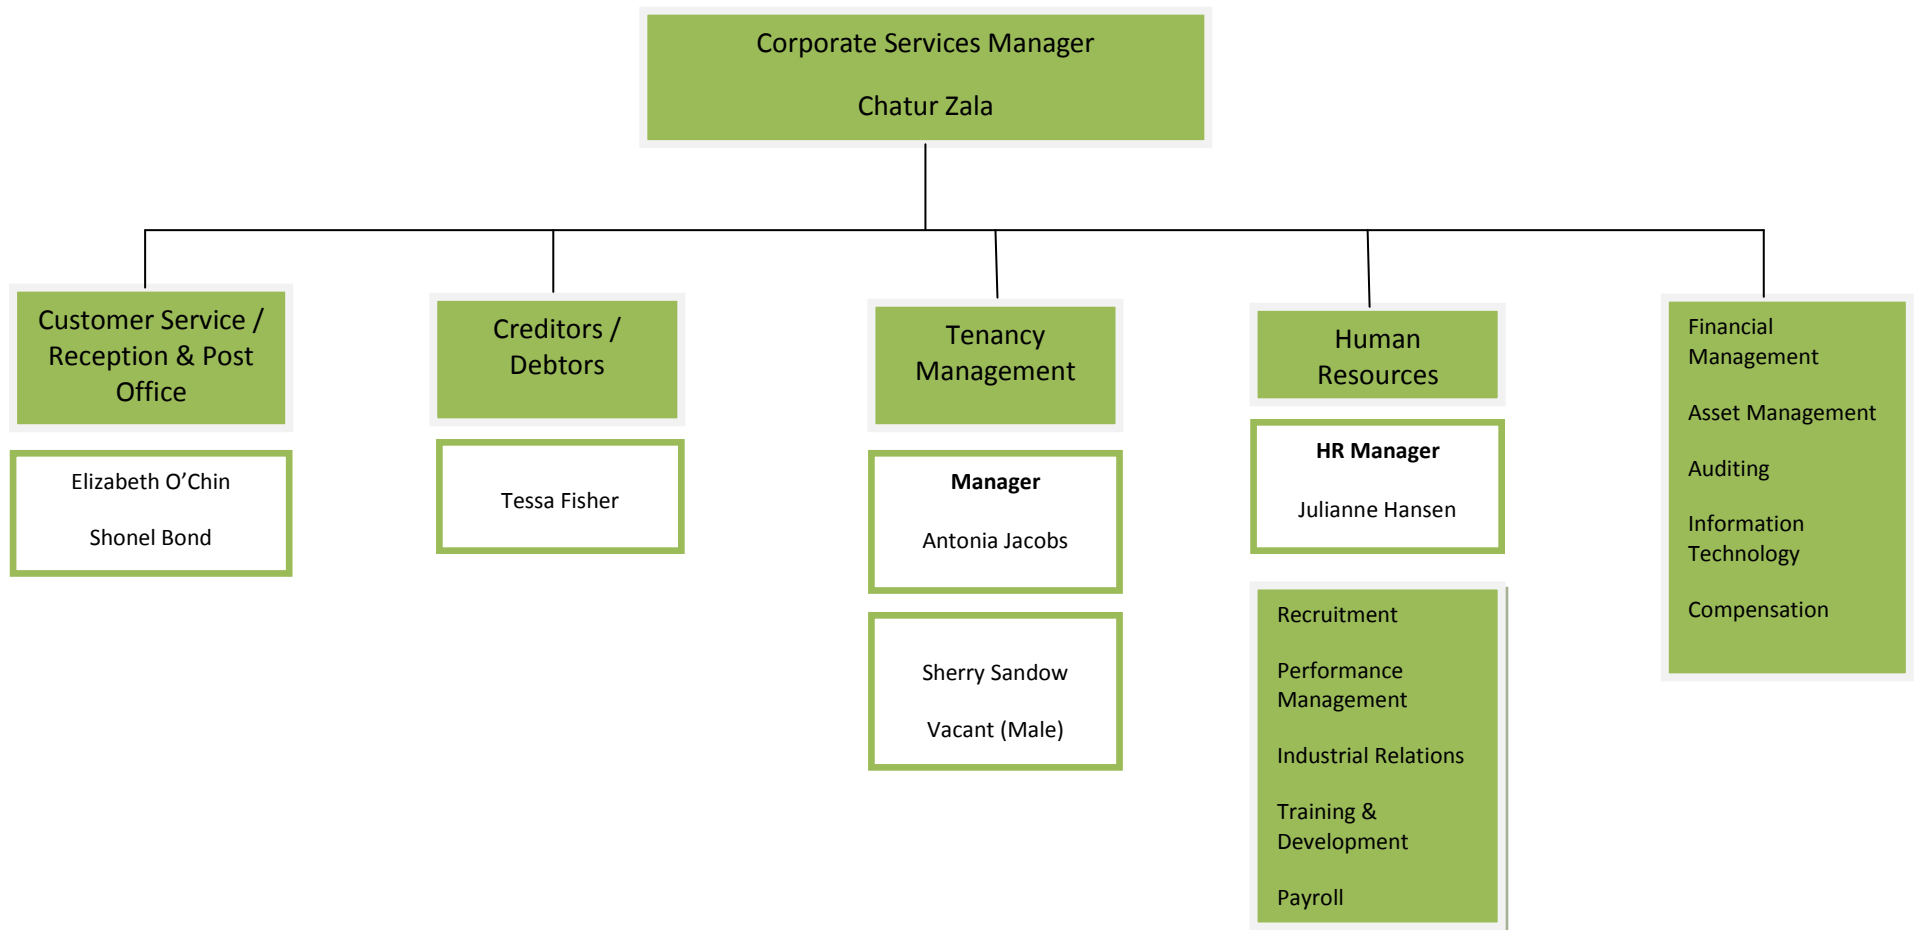 Corporate Services Manager
Chatur Zala
Customer Service /
Reception & Post
Office
Elizabeth O’Chin
Shonel Bond
Creditors /
Debtors
Tessa Fisher
Tenancy
Management
Manager
Antonia Jacobs
Sherry Sandow
Vacant (Male)
Human
Resources
HR Manager
Julianne Hansen
Recruitment
Performance
Management
Industrial Relations
Training &
Development
Payroll
Financial
Management
Asset Management
Auditing
Information
Technology
Compensation